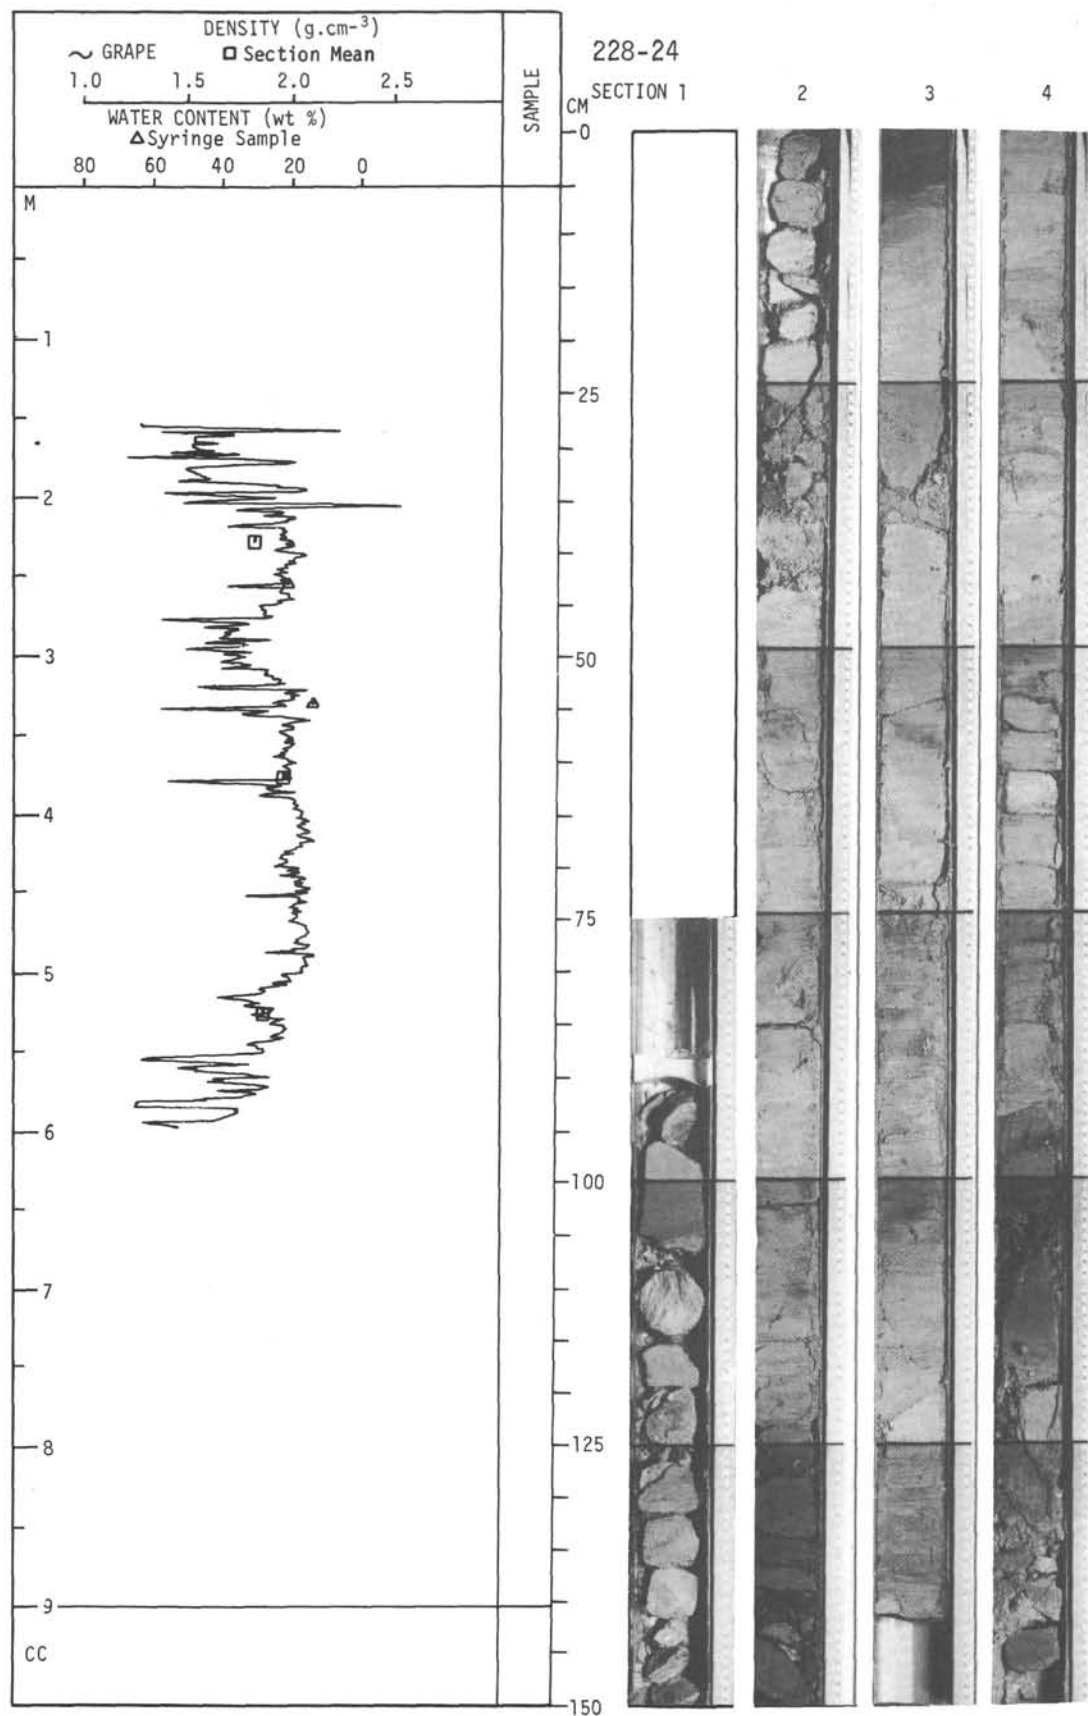 DENSITY (g.cm-3)
~ GRAPE □ Section Mean
1.0 1.5 2.0 2.5
WATER CONTENT (wt %)
△ Syringe Sample
80 60 40 20 0
M
1
2
3
4
5
6
7
8
9
CC
SAMPLE
228-24
CM SECTION 1 2 3 4
0
25
50
75
100
125
150